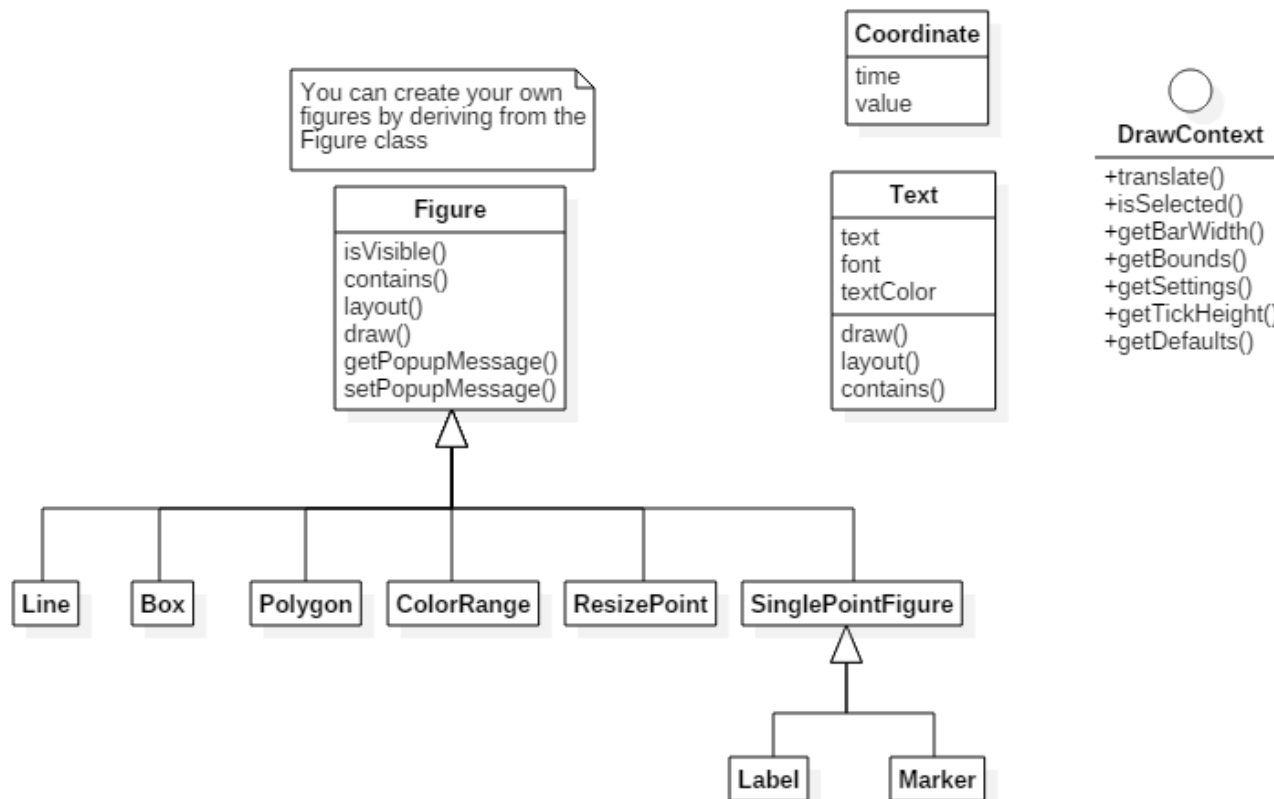 Coordinate
time
value
You can create your own
figures by deriving from the
Figure class
DrawContext
+translate()
+isSelected()
+getBarWidth()
+getBounds()
+getSettings()
+getTickHeight()
+getDefaults()
Figure
isVisible()
contains()
layout()
draw()
getPopupMessage()
setPopupMessage()
Text
text
font
textColor
draw()
layout()
contains()
Line
Box
Polygon
ColorRange
ResizePoint
SinglePointFigure
Label
Marker